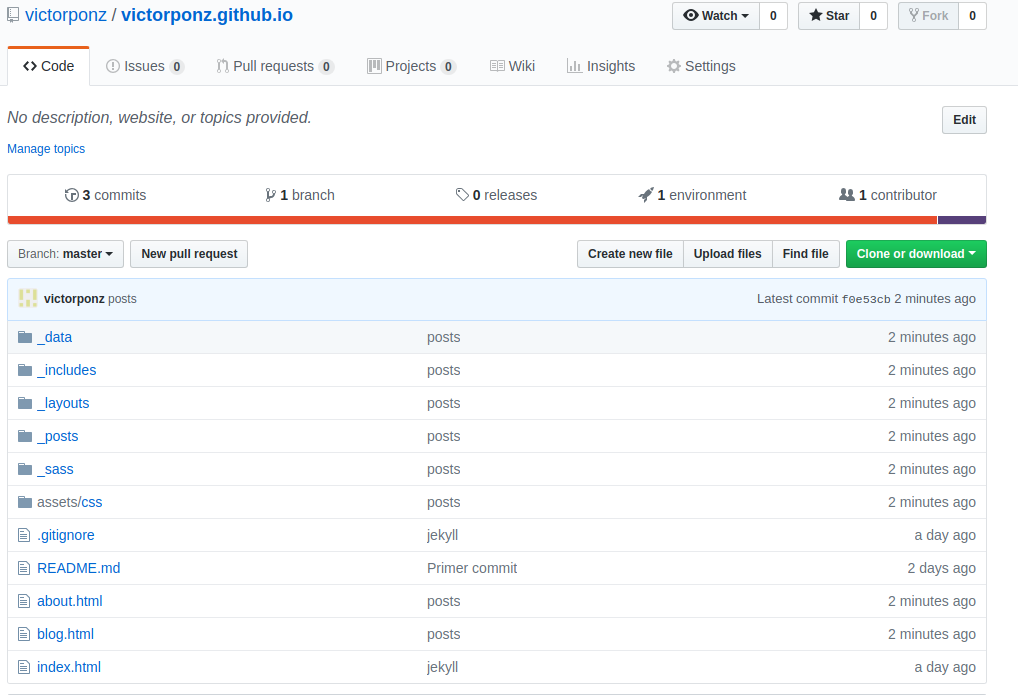 victorponz / victorponz.github.io Watch 0 Star 0 Fork 0
Code Issues 0 Pull requests 0 Projects 0 Wiki Insights Settings
No description, website, or topics provided. Edit
Manage topics
3 commits 1 branch 0 releases 1 environment 1 contributor
Branch: master New pull request Create new file Upload files Find file Clone or download
victorponz posts Latest commit f0e53cb 2 minutes ago
_data posts 2 minutes ago
_includes posts 2 minutes ago
_layouts posts 2 minutes ago
_posts posts 2 minutes ago
_sass posts 2 minutes ago
assets/css posts 2 minutes ago
.gitignore jekyll a day ago
README.md Primer commit 2 days ago
about.html posts 2 minutes ago
blog.html posts 2 minutes ago
index.html jekyll a day ago